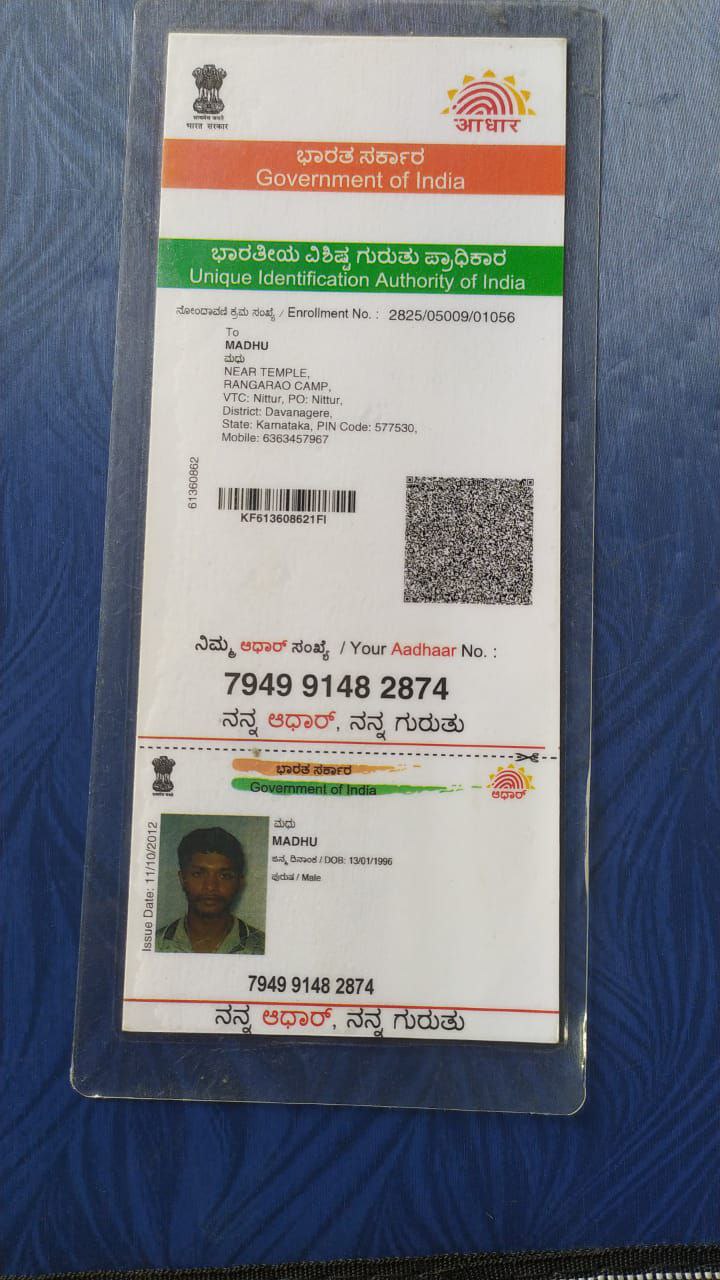 सत्यमेव जयते
भारत सरकार
आधार
ಭಾರತ ಸರ್ಕಾರ
Government of India
ಭಾರತೀಯ ವಿಶಿಷ್ಟ ಗುರುತು ಪ್ರಾಧಿಕಾರ
Unique Identification Authority of India
ನೋಂದಾವಣಿ ಕ್ರಮ ಸಂಖ್ಯೆ / Enrollment No. : 2825/05009/01056
To
MADHU
ಮಧು
NEAR TEMPLE,
RANGARAO CAMP,
VTC: Nittur, PO: Nittur,
District: Davanagere,
State: Karnataka, PIN Code: 577530,
Mobile: 6363457967
61360862
KF613608621FI
ನಿಮ್ಮ ಆಧಾರ್ ಸಂಖ್ಯೆ / Your Aadhaar No. :
7949 9148 2874
ನನ್ನ ಆಧಾರ್, ನನ್ನ ಗುರುತು
ಭಾರತ ಸರ್ಕಾರ
Government of India
ಆಧಾರ್
Issue Date: 11/10/2012
ಮಧು
MADHU
ಜನ್ಮ ದಿನಾಂಕ / DOB: 13/01/1996
ಪುರುಷ / Male
7949 9148 2874
ನನ್ನ ಆಧಾರ್, ನನ್ನ ಗುರುತು